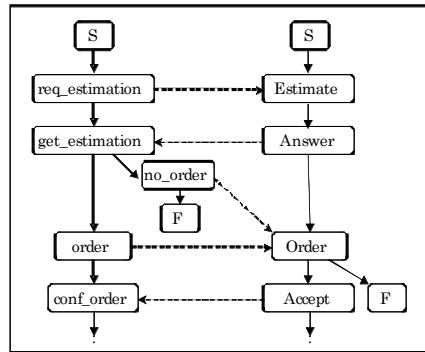 S
S
req_estimation
Estimate
get_estimation
Answer
no_order
F
order
Order
conf_order
Accept
F